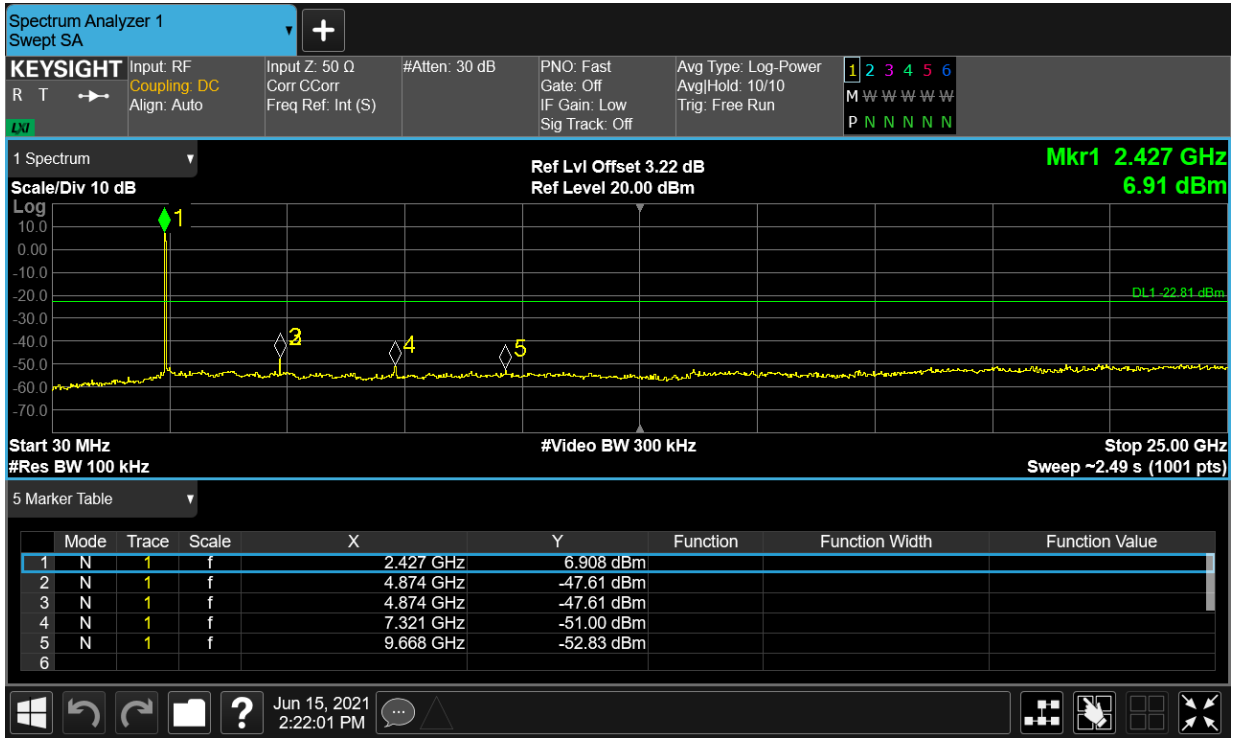 Spectrum Analyzer 1
Swept SA
KEYSIGHT
R T
LXI
Input: RF
Coupling: DC
Align: Auto
Input Z: 50 Ω
Corr CCorr
Freq Ref: Int (S)
#Atten: 30 dB
PNO: Fast
Gate: Off
IF Gain: Low
Sig Track: Off
Avg Type: Log-Power
Avg|Hold: 10/10
Trig: Free Run
1 2 3 4 5 6
M W W W W W
P N N N N N
1 Spectrum
Scale/Div 10 dB
Ref Lvl Offset 3.22 dB
Ref Level 20.00 dBm
Mkr1 2.427 GHz
6.91 dBm
Log
10.0
0.00
-10.0
-20.0
-30.0
-40.0
-50.0
-60.0
-70.0
1
3
4
5
DL1 -22.81 dBm
Start 30 MHz
#Res BW 100 kHz
#Video BW 300 kHz
Stop 25.00 GHz
Sweep ~2.49 s (1001 pts)
5 Marker Table
Mode Trace Scale X Y Function Function Width Function Value
1 N 1 f 2.427 GHz 6.908 dBm
2 N 1 f 4.874 GHz -47.61 dBm
3 N 1 f 4.874 GHz -47.61 dBm
4 N 1 f 7.321 GHz -51.00 dBm
5 N 1 f 9.668 GHz -52.83 dBm
6
?
Jun 15, 2021
2:22:01 PM